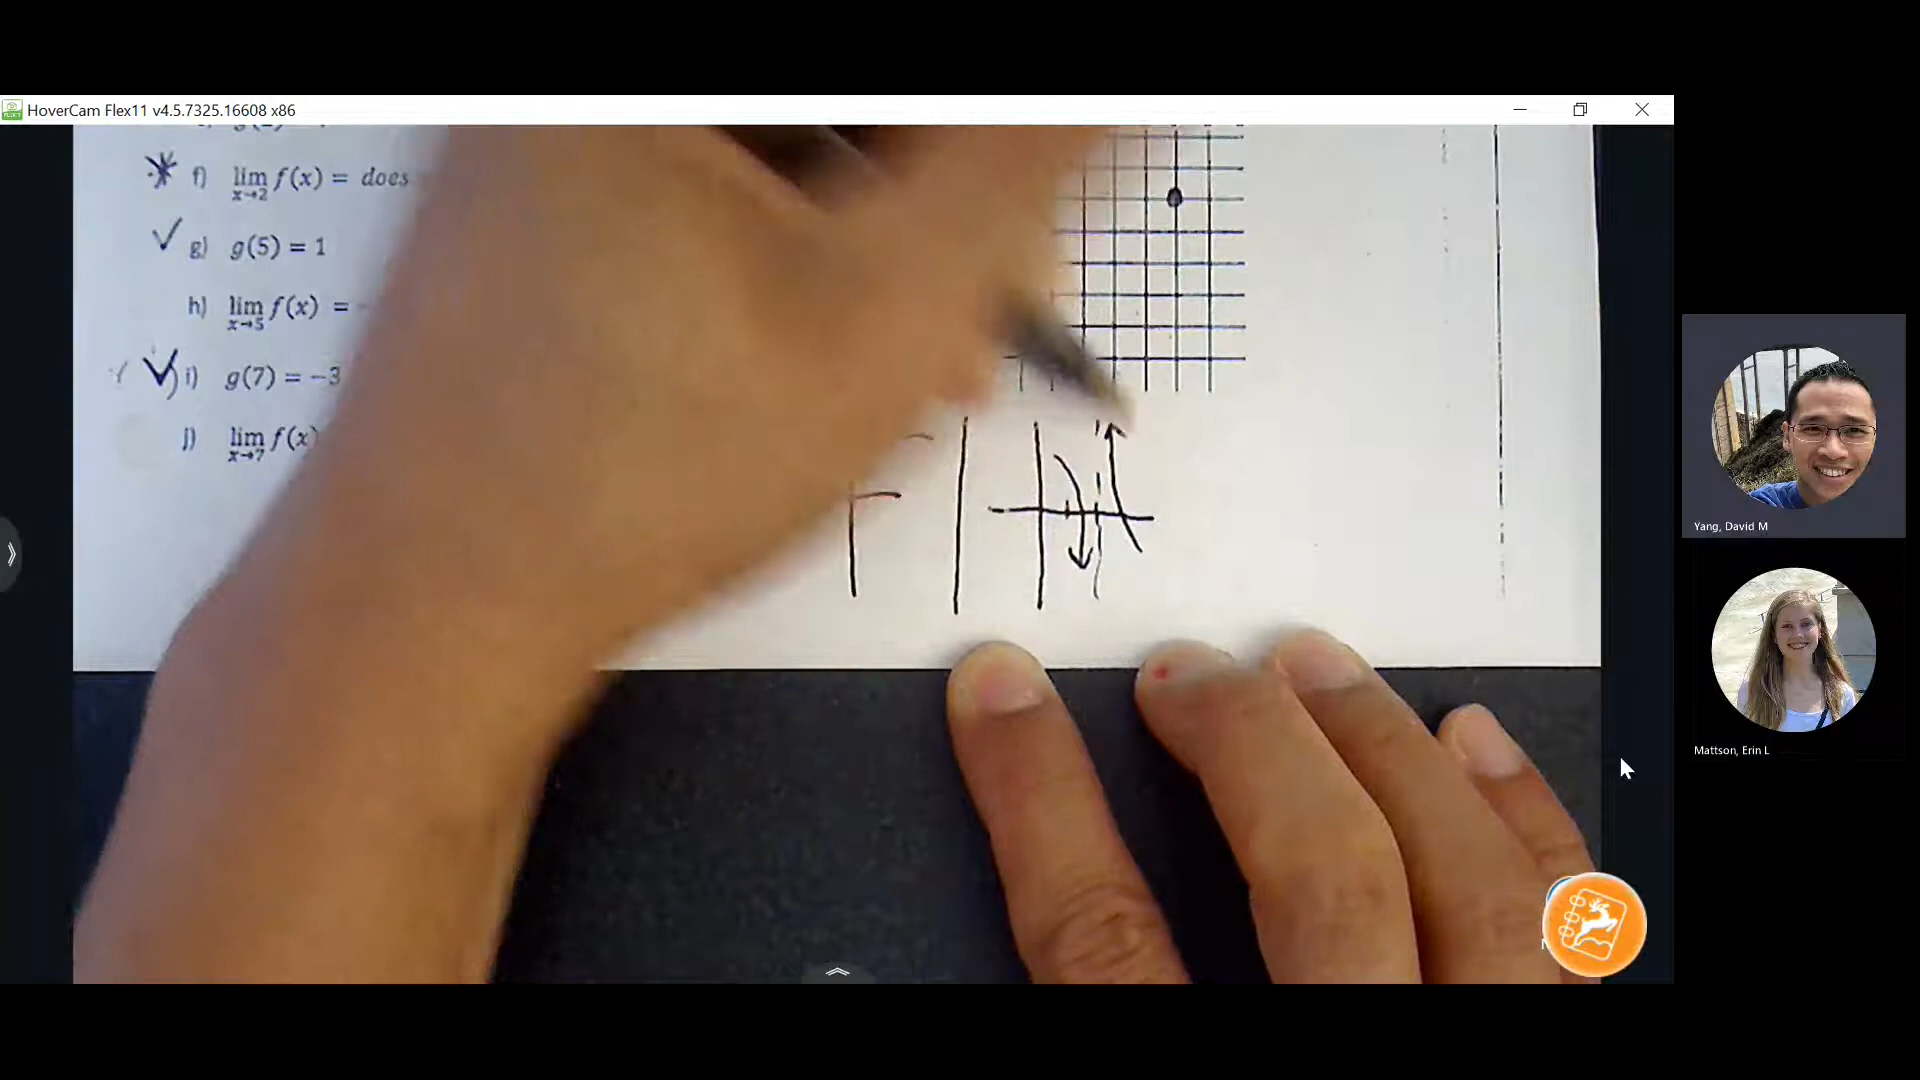 HoverCam Flex11 v4.5.7325.16608 x86
f) lim x→2 f(x) = does
g) g(5) = 1
h) lim x→5 f(x) =
i) g(7) = −3
j) lim x→7 f(x)
Yang, David M
Mattson, Erin L